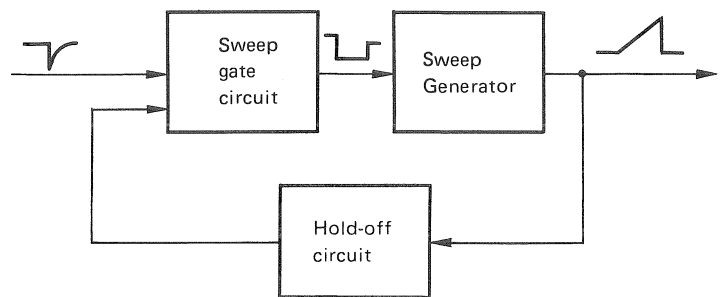 Sweep
gate
circuit
Sweep
Generator
Hold-off
circuit